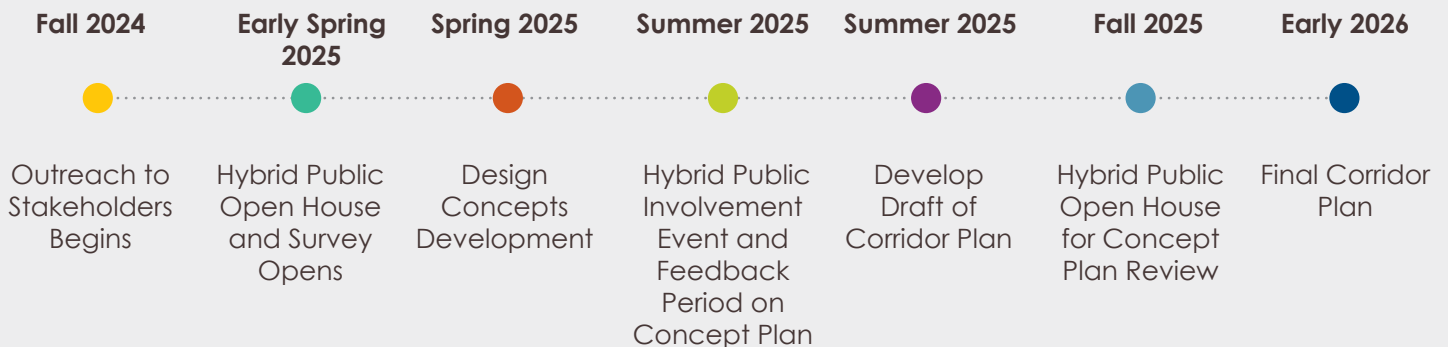 Fall 2024
Outreach to
Stakeholders
Begins
Early Spring
2025
Hybrid Public
Open House
and Survey
Opens
Spring 2025
Design
Concepts
Development
Summer 2025
Hybrid Public
Involvement
Event and
Feedback
Period on
Concept Plan
Summer 2025
Develop
Draft of
Corridor Plan
Fall 2025
Hybrid Public
Open House
for Concept
Plan Review
Early 2026
Final Corridor
Plan